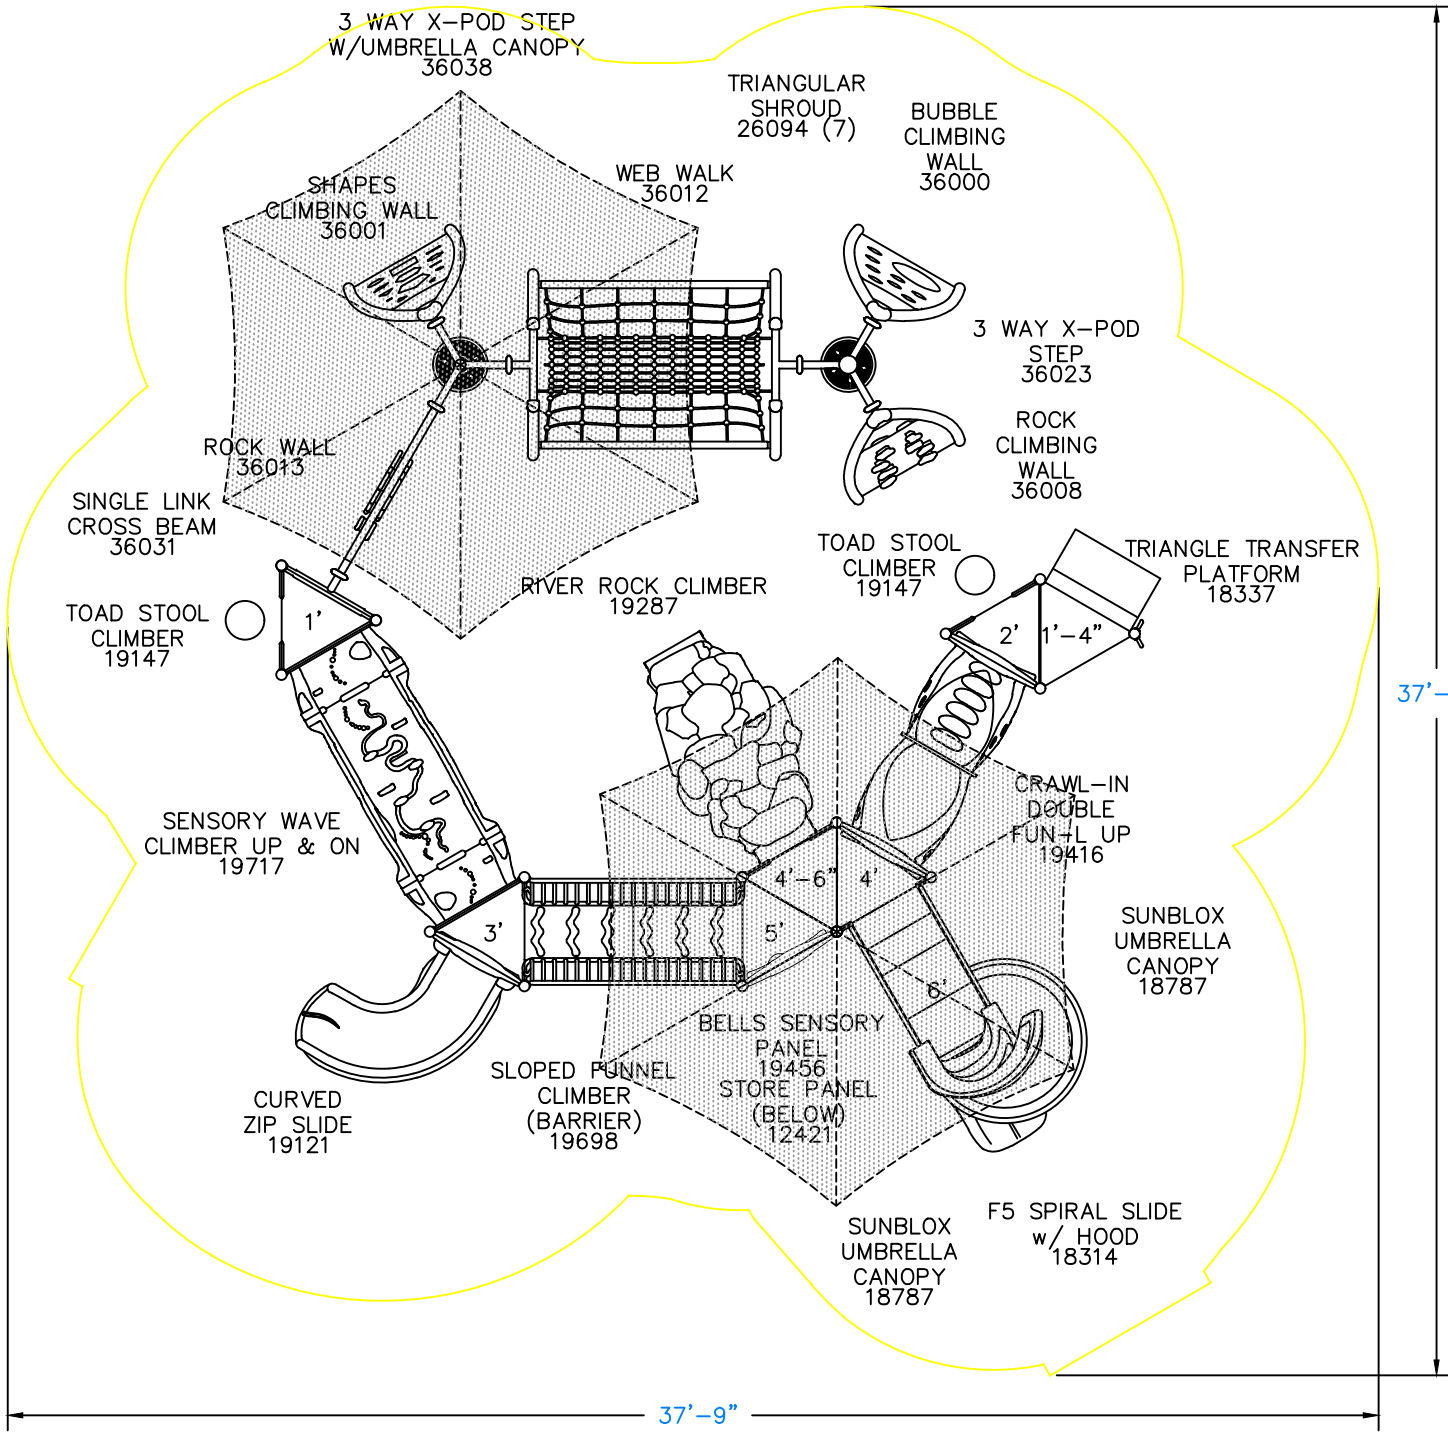 3 WAY X-POD STEP
W/UMBRELLA CANOPY
36038
TRIANGULAR
SHROUD
26094 (7)
BUBBLE
CLIMBING
WALL
36000
WEB WALK
36012
SHAPES
CLIMBING WALL
36001
3 WAY X-POD
STEP
36023
ROCK
CLIMBING
WALL
36008
ROCK WALL
36013
SINGLE LINK
CROSS BEAM
36031
TOAD STOOL
CLIMBER
19147
TRIANGLE TRANSFER
PLATFORM
18337
RIVER ROCK CLIMBER
19287
TOAD STOOL
CLIMBER
19147
1'
2'
1'-4"
37'-
CRAWL-IN
DOUBLE
FUN-L UP
19416
SENSORY WAVE
CLIMBER UP & ON
19717
4'-6"
4'
3'
5'
6'
SUNBLOX
UMBRELLA
CANOPY
18787
BELLS SENSORY
PANEL
19456
STORE PANEL
(BELOW)
12421
SLOPED FUNNEL
CLIMBER
(BARRIER)
19698
CURVED
ZIP SLIDE
19121
F5 SPIRAL SLIDE
w/ HOOD
18314
SUNBLOX
UMBRELLA
CANOPY
18787
37'-9"